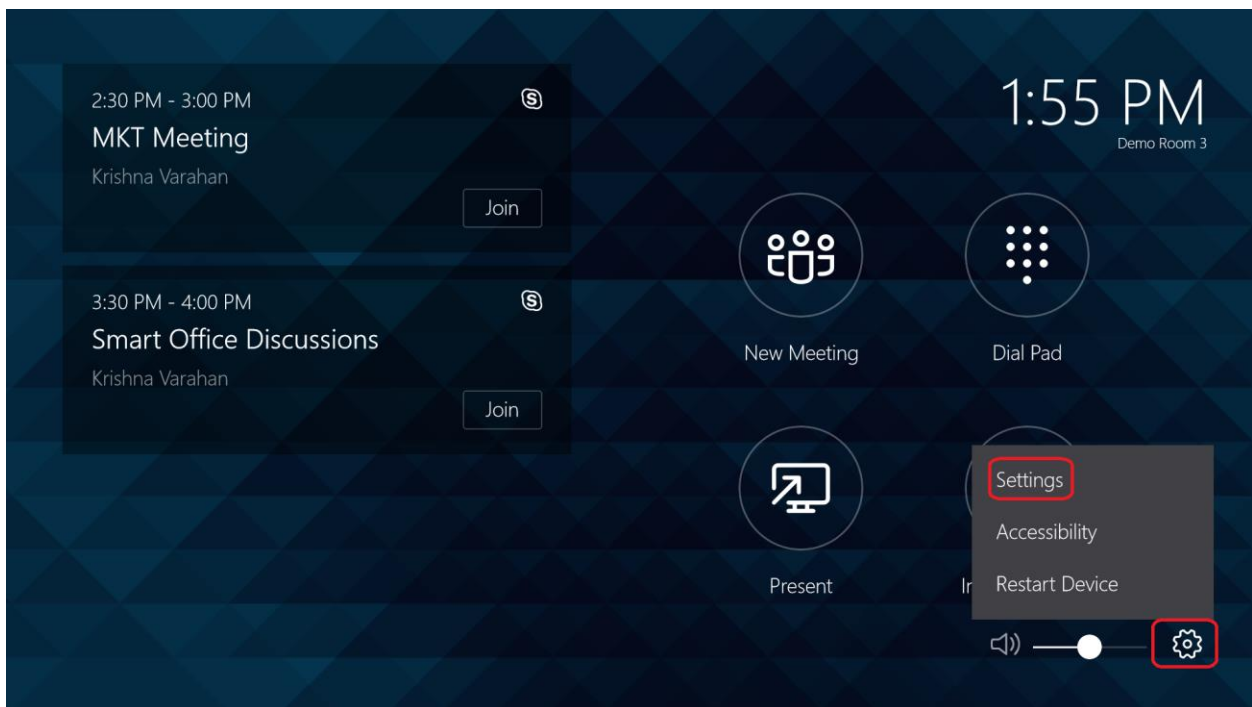 2:30 PM - 3:00 PM
MKT Meeting
Krishna Varahan
Join
3:30 PM - 4:00 PM
Smart Office Discussions
Krishna Varahan
Join
1:55 PM
Demo Room 3
New Meeting
Dial Pad
Present
Settings
Accessibility
Restart Device